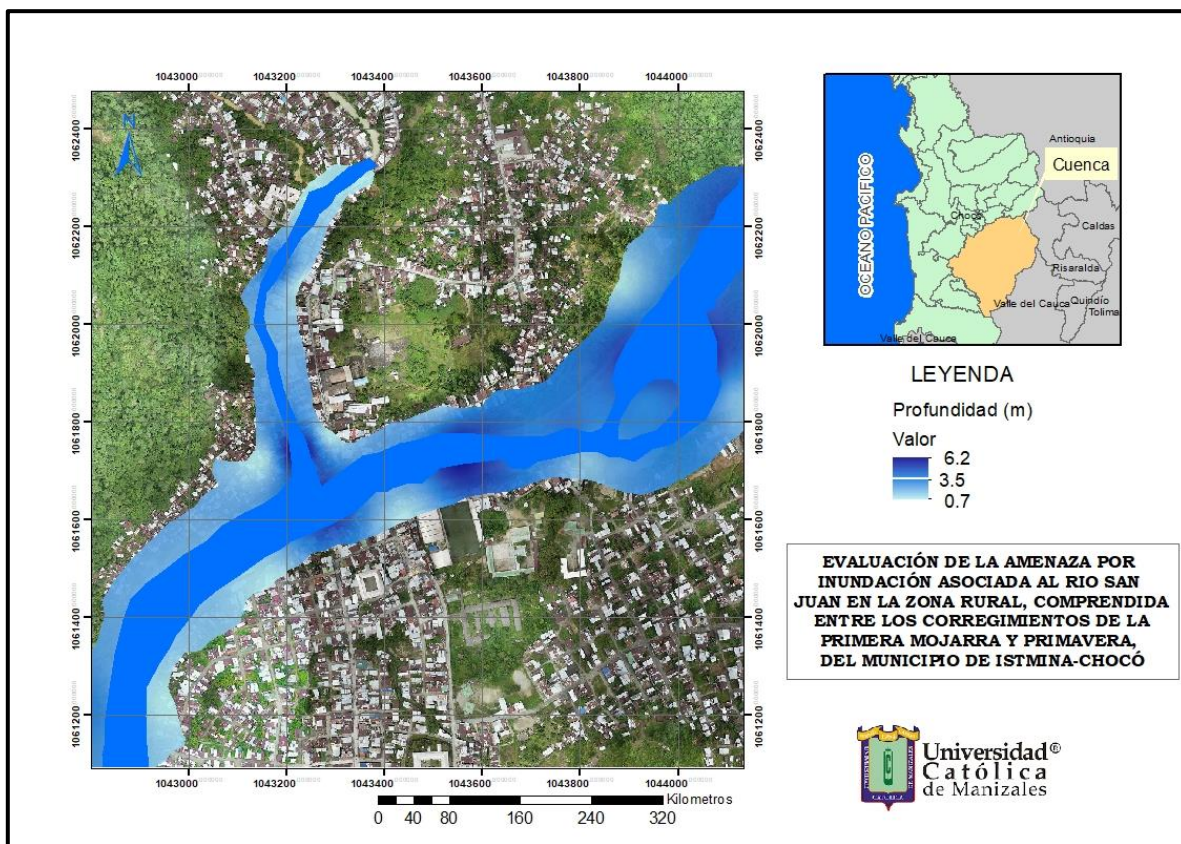 1043000 1043200 1043400 1043600 1043800 1044000
N
1062400
1062200
1062000
1061800
1061600
1061400
1061200
1062400
1062200
1062000
1061800
1061600
1061400
1061200
1043000 1043200 1043400 1043600 1043800 1044000
Kilometros
0 40 80 160 240 320
OCEANO PACIFICO
Antioquia
Cuenca
Chocó
Caldas
Risaralda
Valle del Cauca
Quindío
Tolima
Valle del Cauca
LEYENDA
Profundidad (m)
Valor
6.2
3.5
0.7
EVALUACIÓN DE LA AMENAZA POR
INUNDACIÓN ASOCIADA AL RIO SAN
JUAN EN LA ZONA RURAL, COMPRENDIDA
ENTRE LOS CORREGIMIENTOS DE LA
PRIMERA MOJARRA Y PRIMAVERA,
DEL MUNICIPIO DE ISTMINA-CHOCÓ
Universidad®
Católica
de Manizales